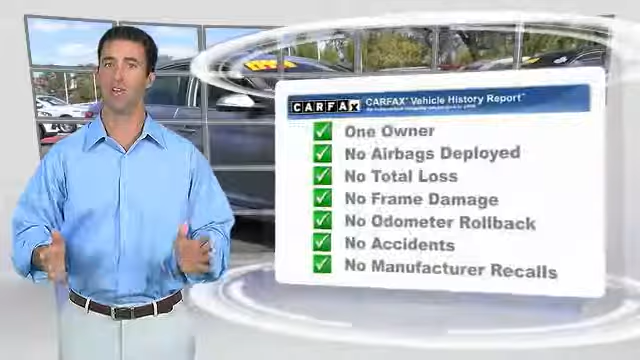 CARFAX
CARFAX Vehicle History Report™
One Owner
No Airbags Deployed
No Total Loss
No Frame Damage
No Odometer Rollback
No Accidents
No Manufacturer Recalls